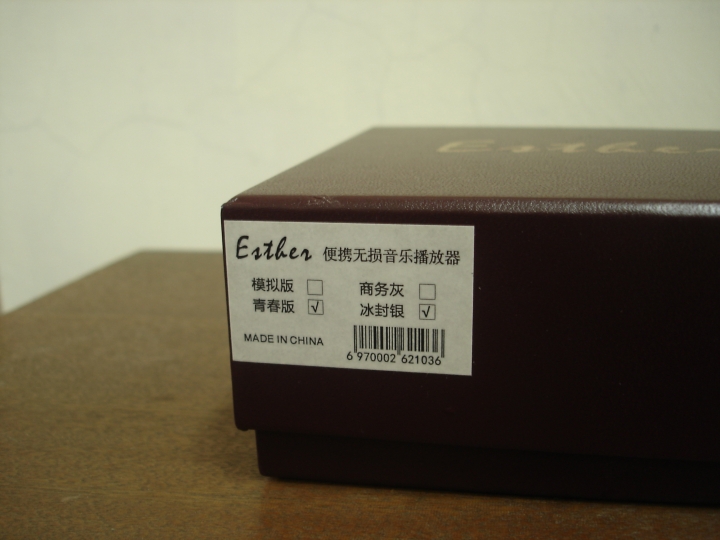 Esther
Esther 便携无损音乐播放器
模拟版 □ 商务灰 □
青春版 ☑ 冰封银 ☑
MADE IN CHINA
6 970002 621036